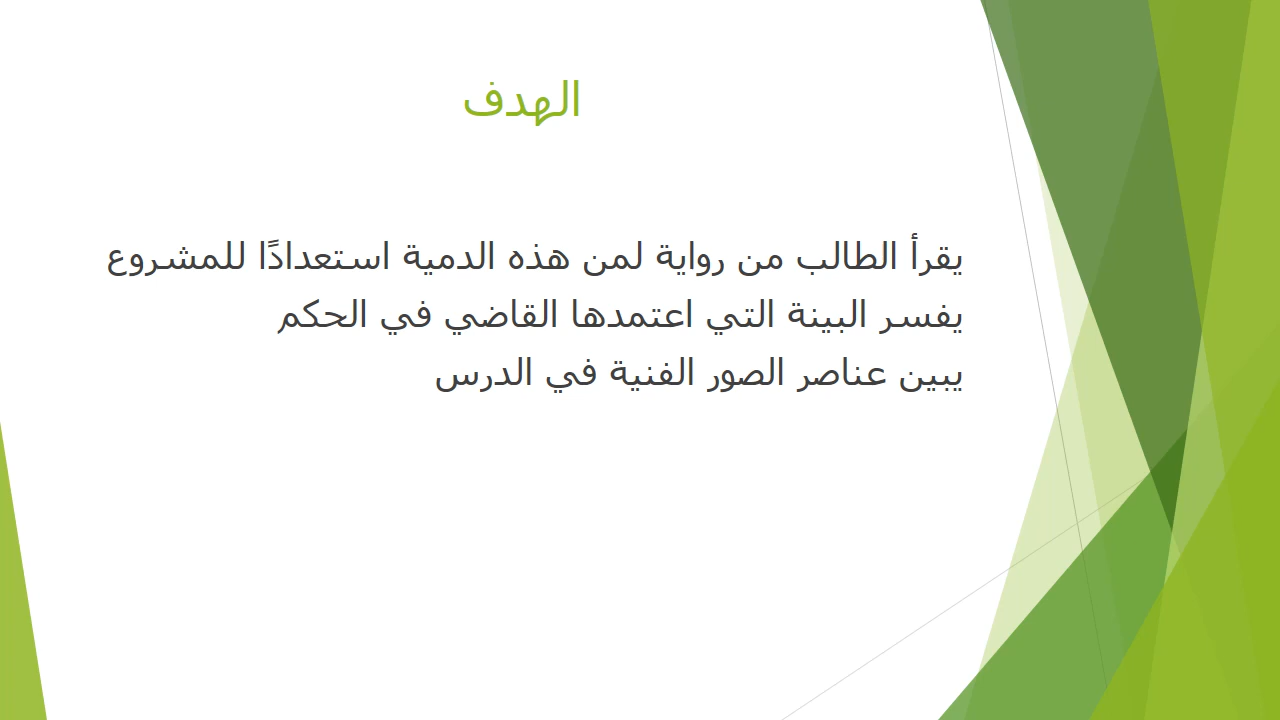 الهدف
يقرأ الطالب من رواية لمن هذه الدمية استعدادًا للمشروع
يفسر البينة التي اعتمدها القاضي في الحكم
يبين عناصر الصور الفنية في الدرس